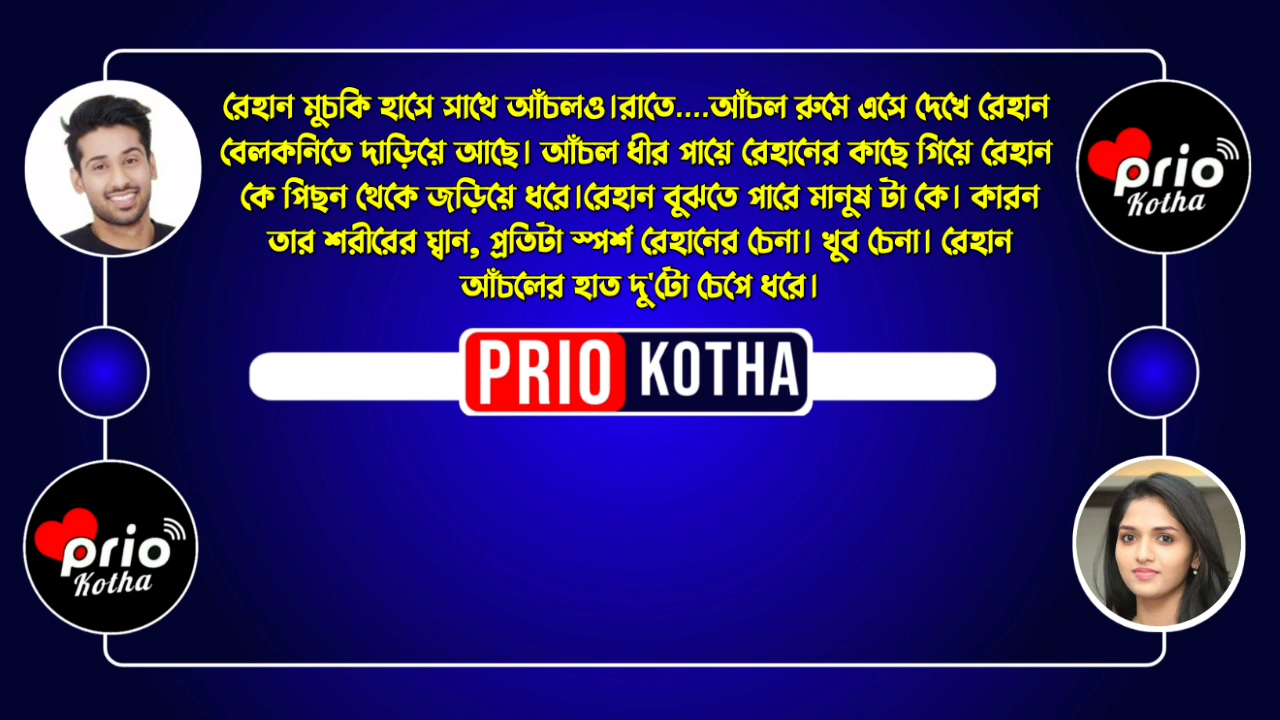 রেহান মুচকি হাসে সাথে আঁচলও।রাতে....আঁচল রুমে এসে দেখে রেহান
বেলকনিতে দাড়িয়ে আছে। আঁচল ধীর পায়ে রেহানের কাছে গিয়ে রেহান
কে পিছন থেকে জড়িয়ে ধরে।রেহান বুঝতে পারে মানুষ টা কে। কারন
তার শরীরের ঘ্বান, প্রতিটা স্পর্শ রেহানের চেনা। খুব চেনা। রেহান
আঁচলের হাত দু'টো চেপে ধরে।
prio
Kotha
PRIO KOTHA
prio
Kotha